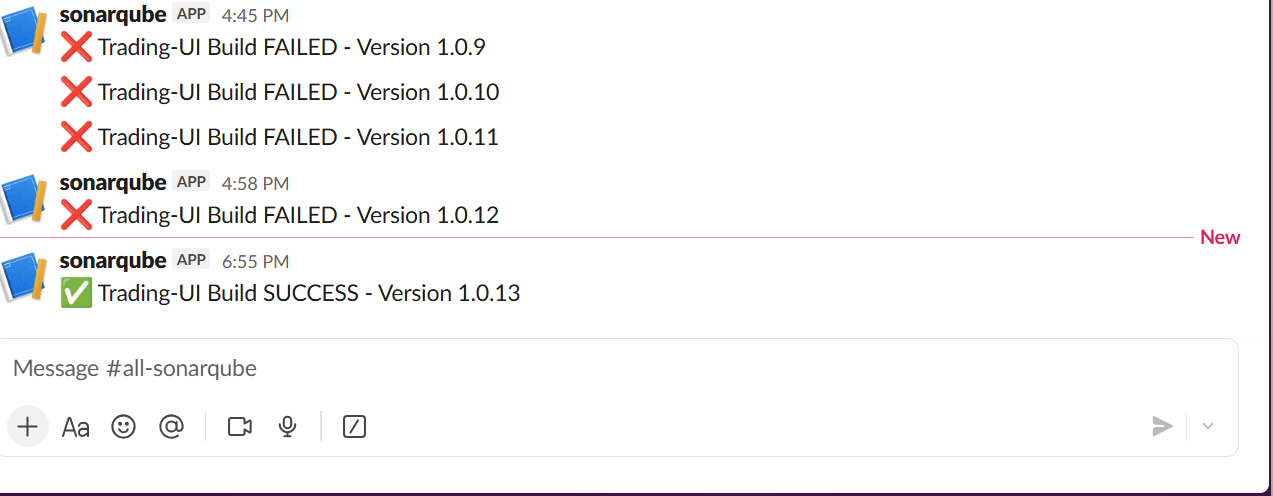 sonarqube APP 4:45 PM
❌ Trading-UI Build FAILED - Version 1.0.9
❌ Trading-UI Build FAILED - Version 1.0.10
❌ Trading-UI Build FAILED - Version 1.0.11
sonarqube APP 4:58 PM
❌ Trading-UI Build FAILED - Version 1.0.12
New
sonarqube APP 6:55 PM
✅ Trading-UI Build SUCCESS - Version 1.0.13
Message #all-sonarqube
Aa